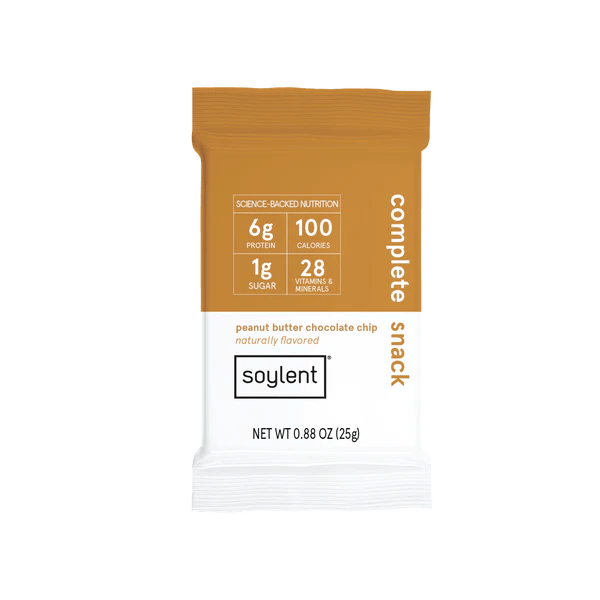 SCIENCE-BACKED NUTRITION
6g
PROTEIN
100
CALORIES
1g
SUGAR
28
VITAMINS &
MINERALS
complete snack
peanut butter chocolate chip
naturally flavored
soylent®
NET WT 0.88 OZ (25g)